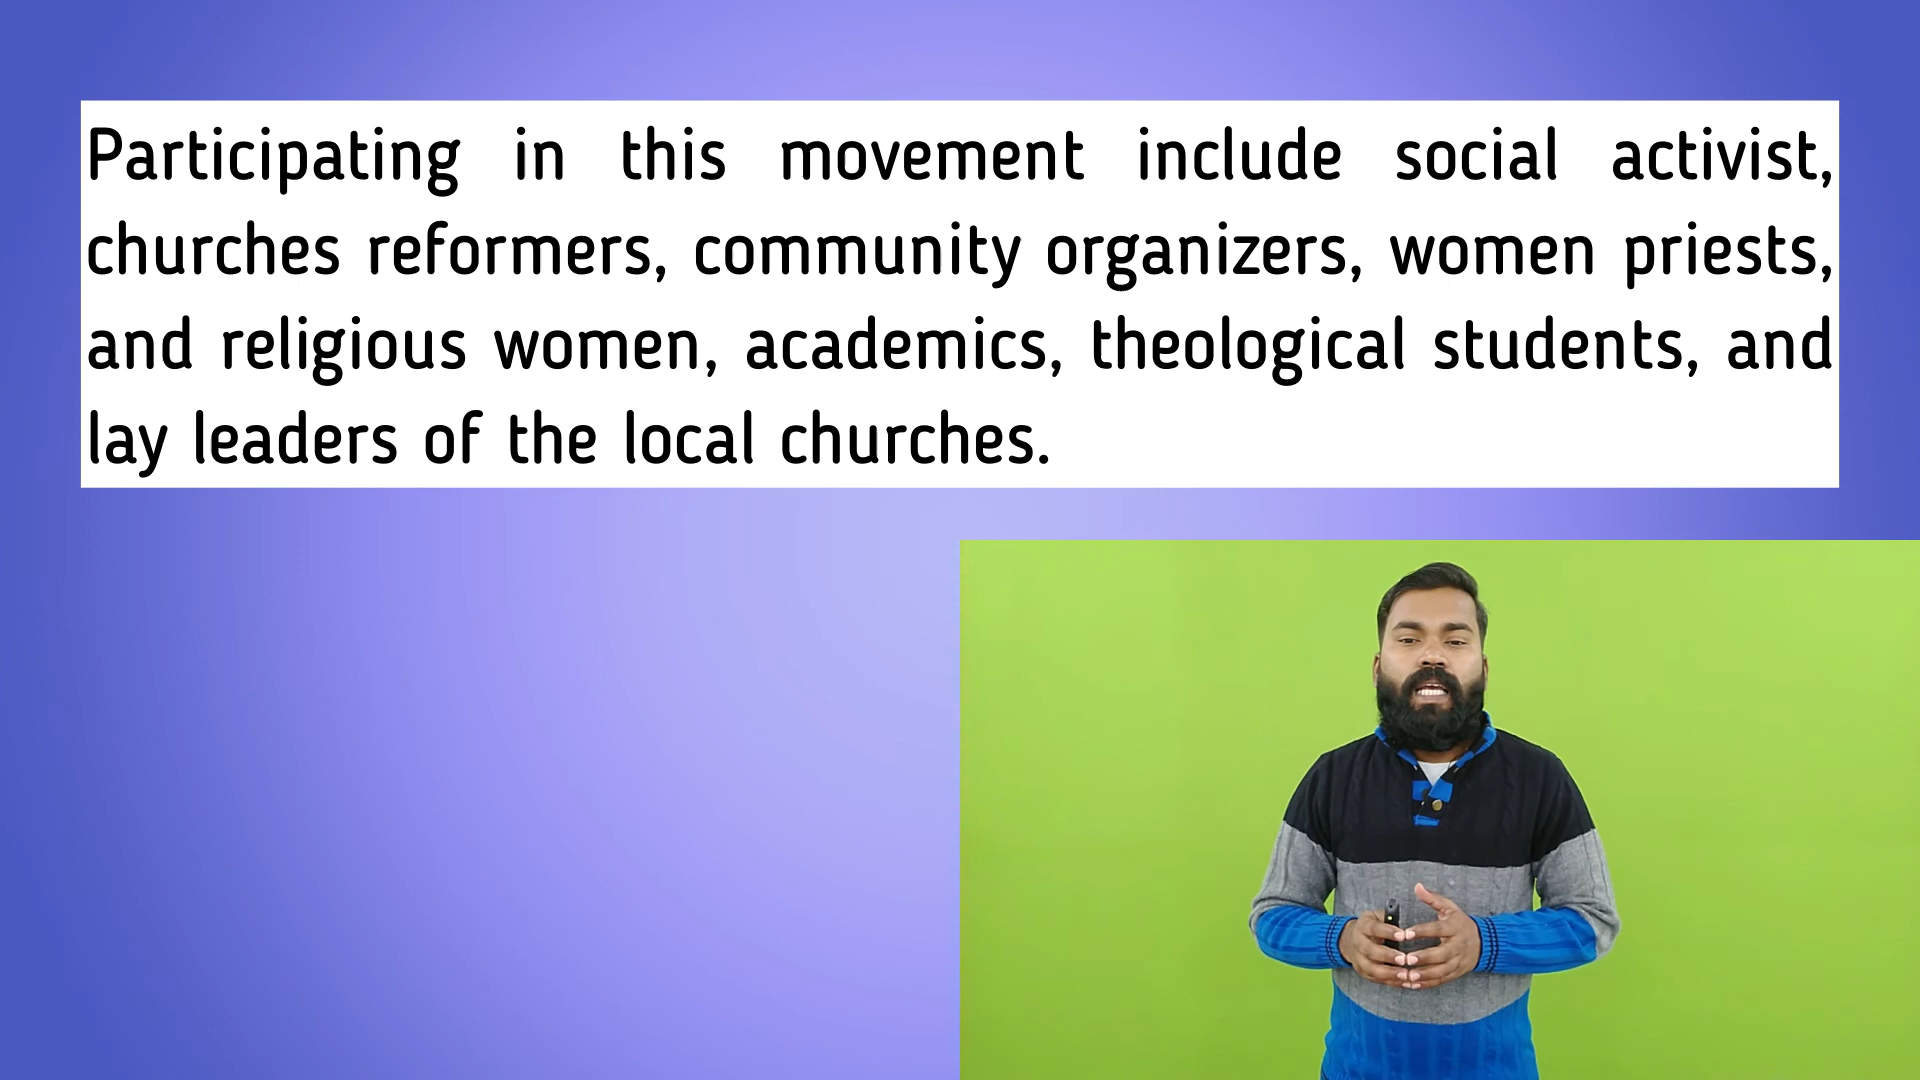 Participating in this movement include social activist,
churches reformers, community organizers, women priests,
and religious women, academics, theological students, and
lay leaders of the local churches.